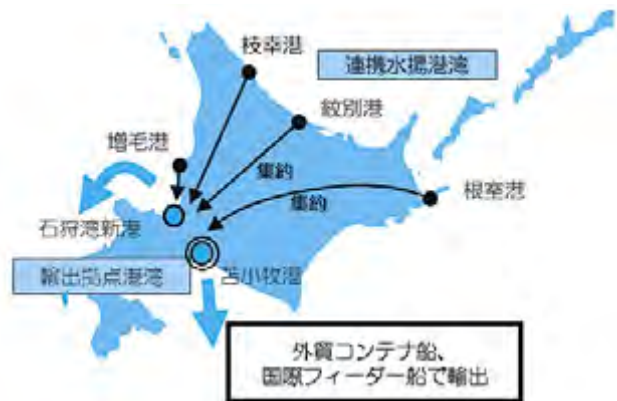 枝幸港
連携水揚港湾
紋別港
増毛港
集約
集約
根室港
石狩湾新港
輸出拠点港湾
苫小牧港
外貿コンテナ船、
国際フィーダー船で輸出